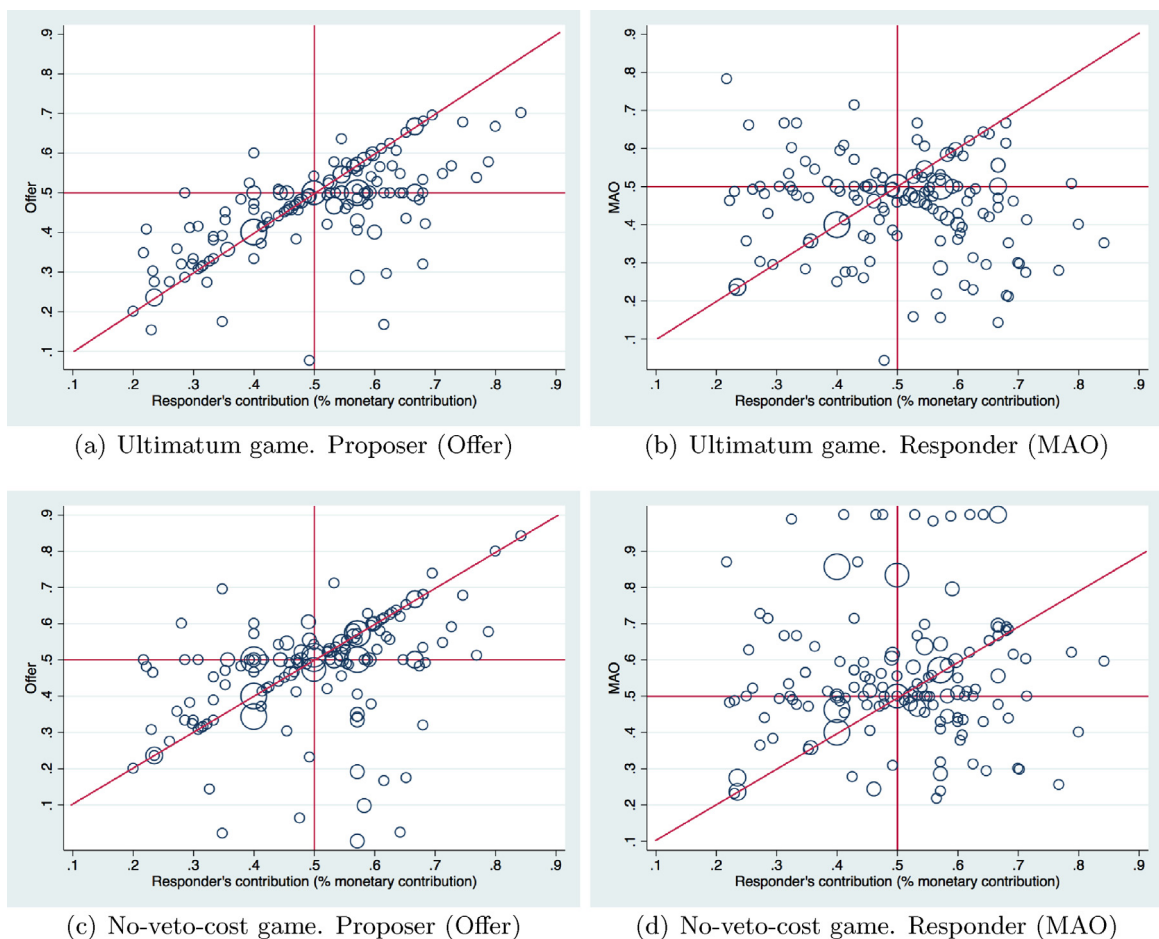 Offer
.1 .2 .3 .4 .5 .6 .7 .8 .9
.1 .2 .3 .4 .5 .6 .7 .8 .9
Responder's contribution (% monetary contribution)
(a) Ultimatum game. Proposer (Offer)
MAO
.1 .2 .3 .4 .5 .6 .7 .8 .9
.1 .2 .3 .4 .5 .6 .7 .8 .9
Responder's contribution (% monetary contribution)
(b) Ultimatum game. Responder (MAO)
Offer
.1 .2 .3 .4 .5 .6 .7 .8 .9
.1 .2 .3 .4 .5 .6 .7 .8 .9
Responder's contribution (% monetary contribution)
(c) No-veto-cost game. Proposer (Offer)
MAO
.1 .2 .3 .4 .5 .6 .7 .8 .9
.1 .2 .3 .4 .5 .6 .7 .8 .9
Responder's contribution (% monetary contribution)
(d) No-veto-cost game. Responder (MAO)